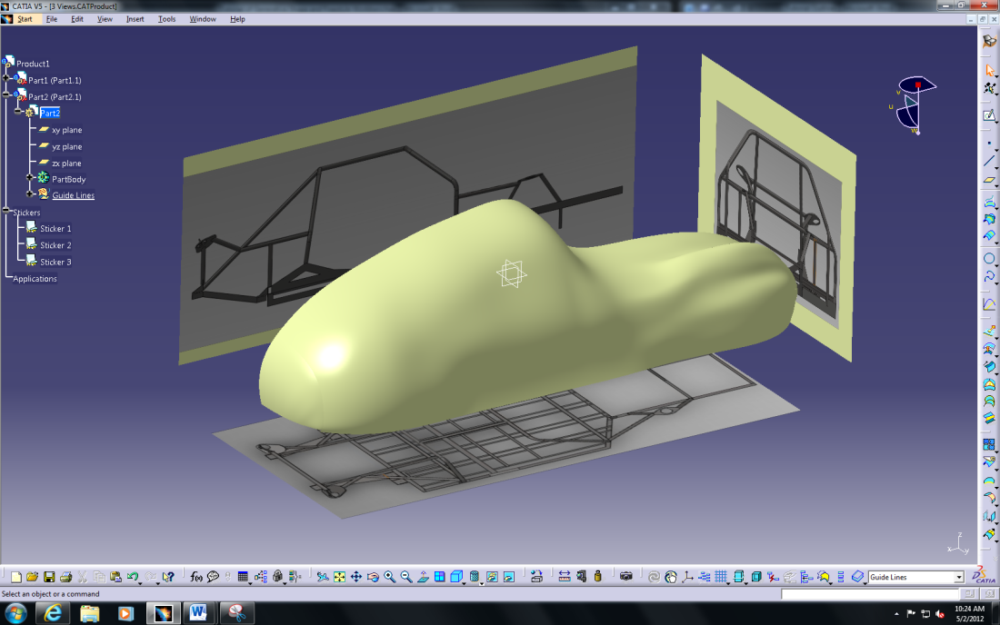 CATIA V5 - [3 Views.CATProduct]
Start File Edit View Insert Tools Window Help
Product1
Part1 (Part1.1)
Part2 (Part2.1)
Part2
xy plane
yz plane
zx plane
PartBody
Guide Lines
Stickers
Sticker 1
Sticker 2
Sticker 3
Applications
v
u
w
z
x y
f(x)
Guide Lines
CATIA
Select an object or a command
10:24 AM
5/2/2012